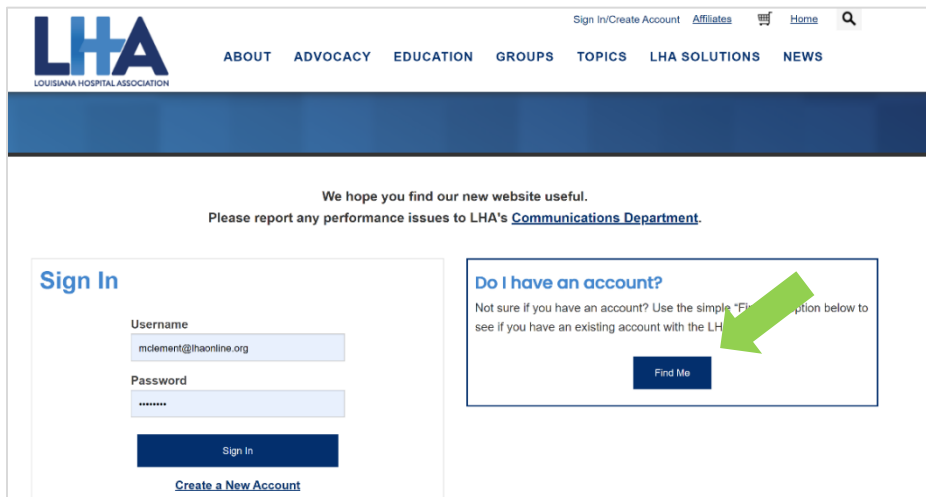 Sign In/Create Account Affiliates Home
LHA
LOUISIANA HOSPITAL ASSOCIATION
ABOUT ADVOCACY EDUCATION GROUPS TOPICS LHA SOLUTIONS NEWS
We hope you find our new website useful.
Please report any performance issues to LHA's Communications Department.
Sign In
Username
mclement@lhaonline.org
Password
••••••••
Sign In
Create a New Account
Do I have an account?
Not sure if you have an account? Use the simple "Fi ption below to
see if you have an existing account with the LH
Find Me